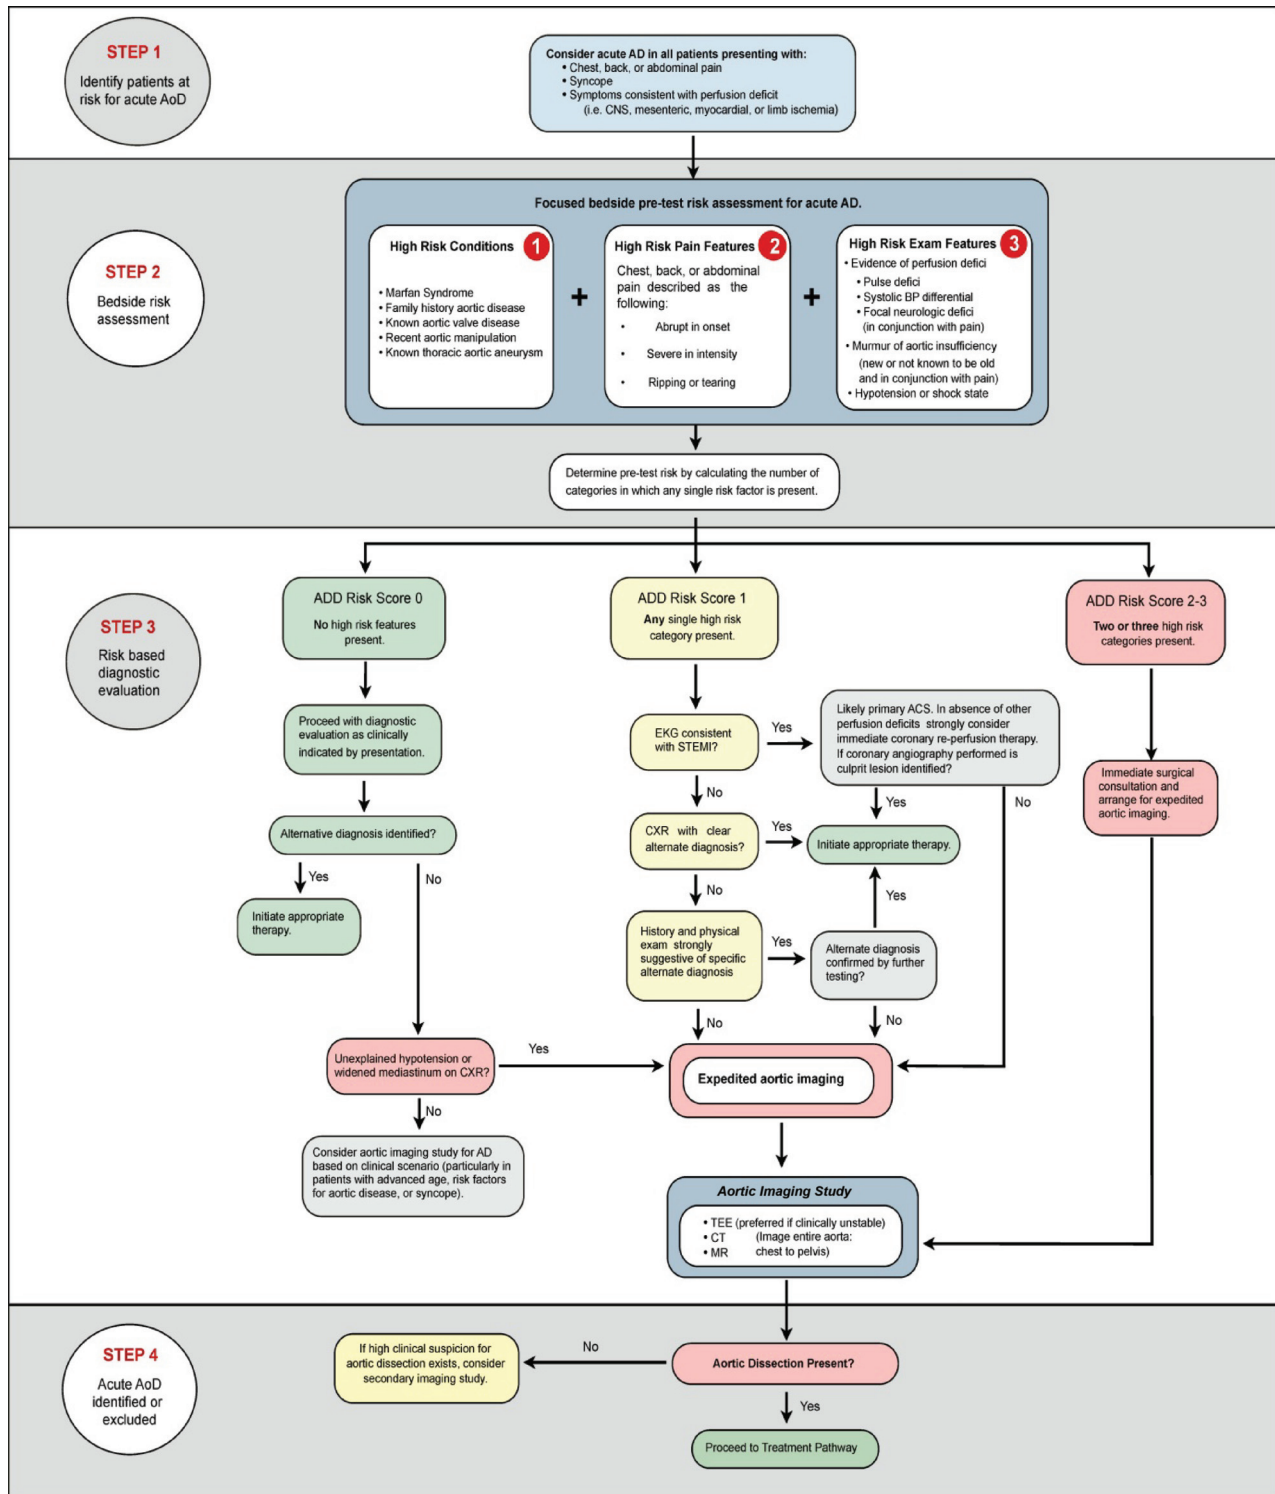 STEP 1
Identify patients at
risk for acute AoD
Consider acute AD in all patients presenting with:
• Chest, back, or abdominal pain
• Syncope
• Symptoms consistent with perfusion deficit
(i.e. CNS, mesenteric, myocardial, or limb ischemia)
STEP 2
Bedside risk
assessment
Focused bedside pre-test risk assessment for acute AD.
High Risk Conditions
1
• Marfan Syndrome
• Family history aortic disease
• Known aortic valve disease
• Recent aortic manipulation
• Known thoracic aortic aneurysm
+
High Risk Pain Features
2
Chest, back, or abdominal
pain described as the
following:
• Abrupt in onset
• Severe in intensity
• Ripping or tearing
+
High Risk Exam Features
3
• Evidence of perfusion defici
• Pulse defici
• Systolic BP differential
• Focal neurologic defici
(in conjunction with pain)
• Murmur of aortic insufficiency
(new or not known to be old
and in conjunction with pain)
• Hypotension or shock state
Determine pre-test risk by calculating the number of
categories in which any single risk factor is present.
STEP 3
Risk based
diagnostic
evaluation
ADD Risk Score 0
No high risk features
present.
ADD Risk Score 1
Any single high risk
category present.
ADD Risk Score 2-3
Two or three high risk
categories present.
Proceed with diagnostic
evaluation as clinically
indicated by presentation.
EKG consistent
with STEMI?
Yes
Likely primary ACS. In absence of other
perfusion deficits strongly consider
immediate coronary re-perfusion therapy.
If coronary angiography performed is
culprit lesion identified?
Immediate surgical
consultation and
arrange for expedited
aortic imaging.
No
Yes
No
Alternative diagnosis identified?
CXR with clear
alternate diagnosis?
Yes
Initiate appropriate therapy.
Yes
No
No
Yes
Initiate appropriate
therapy.
History and physical
exam strongly
suggestive of specific
alternate diagnosis
Yes
Alternate diagnosis
confirmed by further
testing?
No
No
Unexplained hypotension or
widened mediastinum on CXR?
Yes
Expedited aortic imaging
No
Consider aortic imaging study for AD
based on clinical scenario (particularly in
patients with advanced age, risk factors
for aortic disease, or syncope).
Aortic Imaging Study
• TEE (preferred if clinically unstable)
• CT (Image entire aorta:
• MR chest to pelvis)
STEP 4
Acute AoD
identified or
excluded
If high clinical suspicion for
aortic dissection exists, consider
secondary imaging study.
No
Aortic Dissection Present?
Yes
Proceed to Treatment Pathway